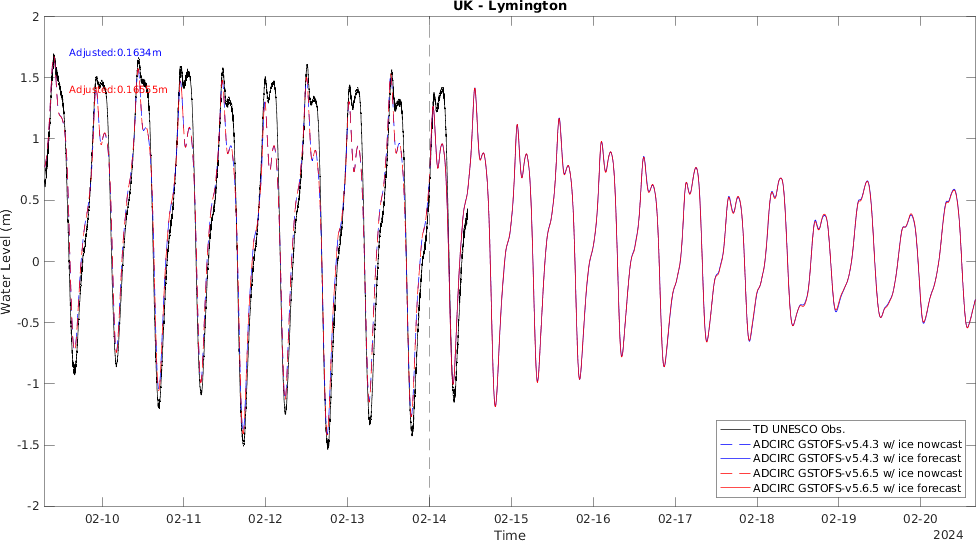 UK - Lymington
2
1.5
1
0.5
0
-0.5
-1
-1.5
-2
Water Level (m)
Adjusted:0.1634m
Adjusted:0.16565m
02-10 02-11 02-12 02-13 02-14 02-15 02-16 02-17 02-18 02-19 02-20
Time
2024
TD UNESCO Obs.
ADCIRC GSTOFS-v5.4.3 w/ ice nowcast
ADCIRC GSTOFS-v5.4.3 w/ ice forecast
ADCIRC GSTOFS-v5.6.5 w/ ice nowcast
ADCIRC GSTOFS-v5.6.5 w/ ice forecast